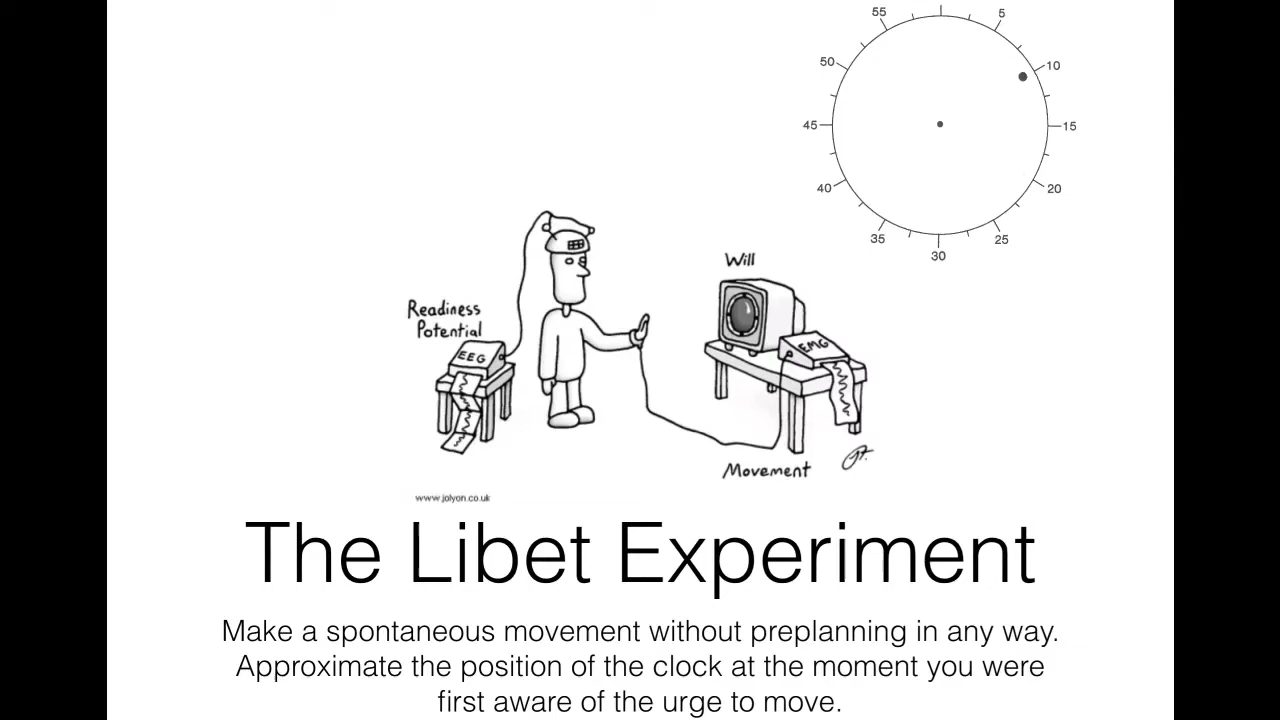 55
5
50
10
45
15
40
20
35
25
30
Will
Readiness
Potential
EEG
EMG
Movement
www.jolyon.co.uk
The Libet Experiment
Make a spontaneous movement without preplanning in any way.
Approximate the position of the clock at the moment you were
first aware of the urge to move.